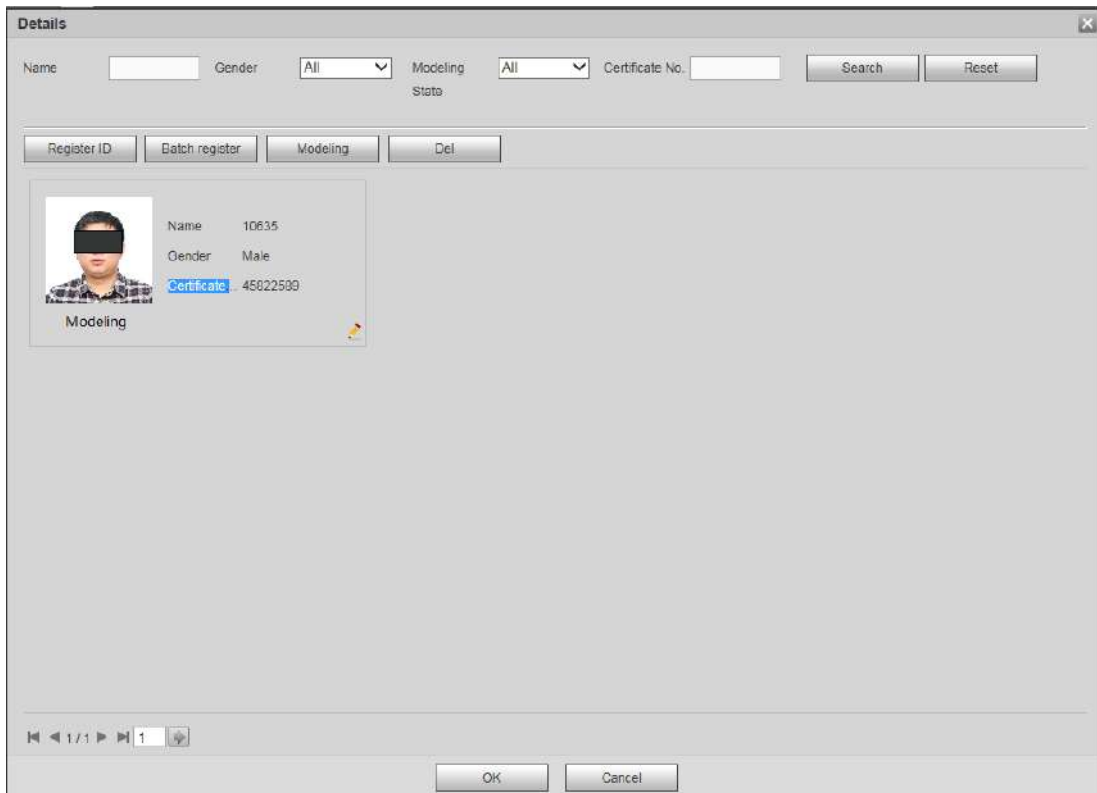 Details
Name Gender All Modeling State All Certificate No. Search Reset
Register ID Batch register Modeling Del
Name 10635
Gender Male
Certificate... 45822589
Modeling
1 / 1 1
OK Cancel